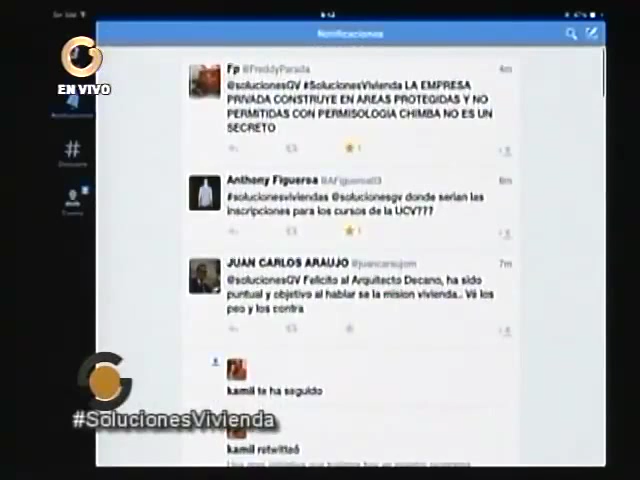 Notificaciones
EN VIVO
Fp @FreddyParada 4m
@solucionesGV #SolucionesVivienda LA EMPRESA
PRIVADA CONSTRUYE EN AREAS PROTEGIDAS Y NO
PERMITIDAS CON PERMISOLOGIA CHIMBA NO ES UN
SECRETO
1
Anthony Figueroa @AFigueroa03 6m
#solucionesviviendas @solucionesgv donde serian las
inscripciones para los cursos de la UCV???
1
JUAN CARLOS ARAUJO @juancaraujom 7m
@solucionesGV Felicito al Arquitecto Decano, ha sido
puntual y objetivo al hablar se la mision vivienda.. Vé los
peo y los contra
kamil te ha seguido
#SolucionesVivienda
kamil retwitteó